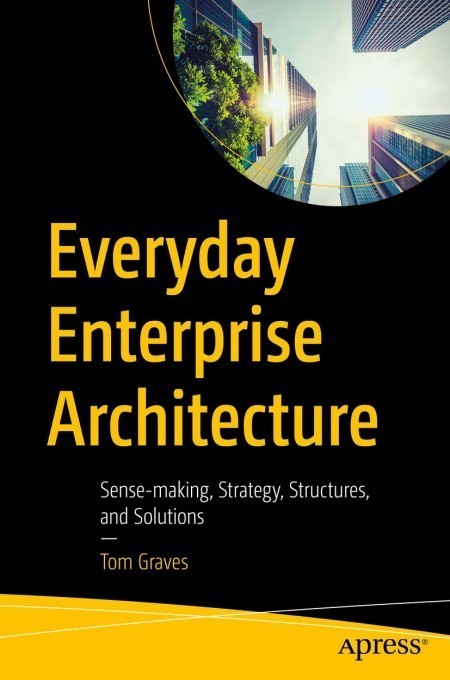 Everyday
Enterprise
Architecture
Sense-making, Strategy, Structures,
and Solutions
—
Tom Graves
Apress®